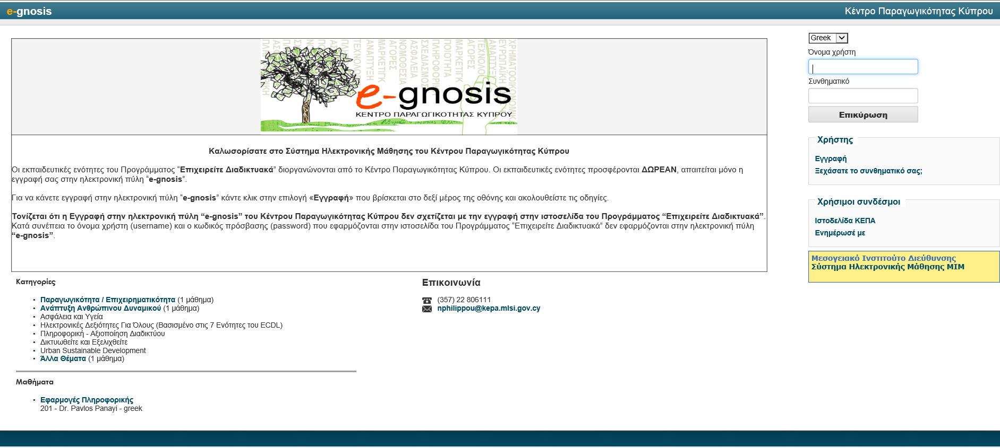 e-gnosis
Κέντρο Παραγωγικότητας Κύπρου
e-gnosis
ΚΕΝΤΡΟ ΠΑΡΑΓΩΓΙΚΟΤΗΤΑΣ ΚΥΠΡΟΥ
Καλωσορίσατε στο Σύστημα Ηλεκτρονικής Μάθησης του Κέντρου Παραγωγικότητας Κύπρου
Οι εκπαιδευτικές ενότητες του Προγράμματος “Επιχειρείτε Διαδικτυακά” διοργανώνονται από το Κέντρο Παραγωγικότητας Κύπρου. Οι εκπαιδευτικές ενότητες προσφέρονται ΔΩΡΕΑΝ, απαιτείται μόνο η
εγγραφή σας στην ηλεκτρονική πύλη “e-gnosis”.
Για να κάνετε εγγραφή στην ηλεκτρονική πύλη “e-gnosis” κάντε κλικ στην επιλογή «Εγγραφή» που βρίσκεται στο δεξί μέρος της οθόνης και ακολουθείστε τις οδηγίες.
Τονίζεται ότι η Εγγραφή στην ηλεκτρονική πύλη “e-gnosis” του Κέντρου Παραγωγικότητας Κύπρου δεν σχετίζεται με την εγγραφή στην ιστοσελίδα του Προγράμματος “Επιχειρείτε Διαδικτυακά”.
Κατά συνέπεια το όνομα χρήστη (username) και ο κωδικός πρόσβασης (password) που εφαρμόζονται στην ιστοσελίδα του Προγράμματος “Επιχειρείτε Διαδικτυακά” δεν εφαρμόζονται στην ηλεκτρονική πύλη
“e-gnosis”.
Κατηγορίες
Παραγωγικότητα / Επιχειρηματικότητα (1 μάθημα)
Ανάπτυξη Ανθρώπινου Δυναμικού (1 μάθημα)
Ασφάλεια και Υγεία
Ηλεκτρονικές Δεξιότητες Για Όλους (Βασισμένο στις 7 Ενότητες του ECDL)
Πληροφορική - Αξιοποίηση Διαδικτύου
Δικτυωθείτε και Εξελιχθείτε
Urban Sustainable Development
Άλλα Θέματα (1 μάθημα)
Μαθήματα
Εφαρμογές Πληροφορικής
201 - Dr. Pavlos Panayi - greek
Επικοινωνία
(357) 22 806111
nphilippou@kepa.mlsi.gov.cy
Greek
Όνομα χρήστη
Συνθηματικό
Επικύρωση
Χρήστης
Εγγραφή
Ξεχάσατε το συνθηματικό σας;
Χρήσιμοι συνδέσμοι
Ιστοδελίδα ΚΕΠΑ
Ενημέρωσέ με
Μεσογειακό Ινστιτούτο Διεύθυνσης
Σύστημα Ηλεκτρονικής Μάθησης ΜΙΜ